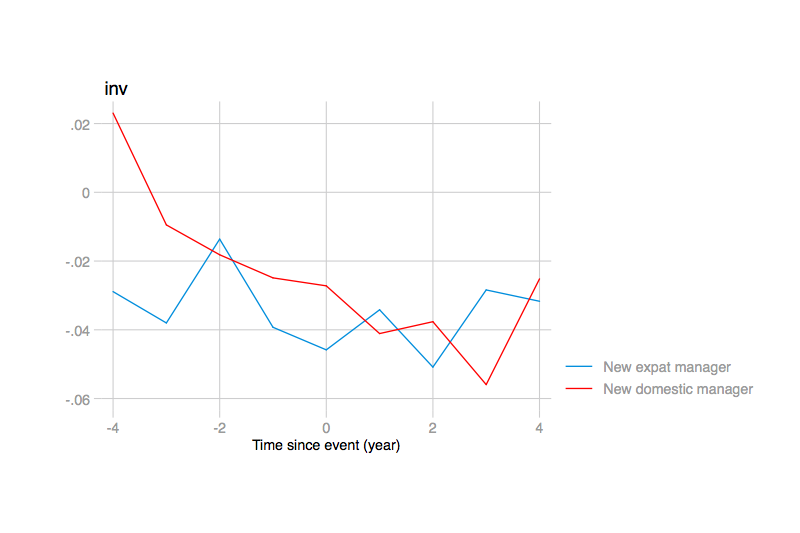 inv
.02
0
-.02
-.04
-.06
-4
-2
0
2
4
Time since event (year)
New expat manager
New domestic manager